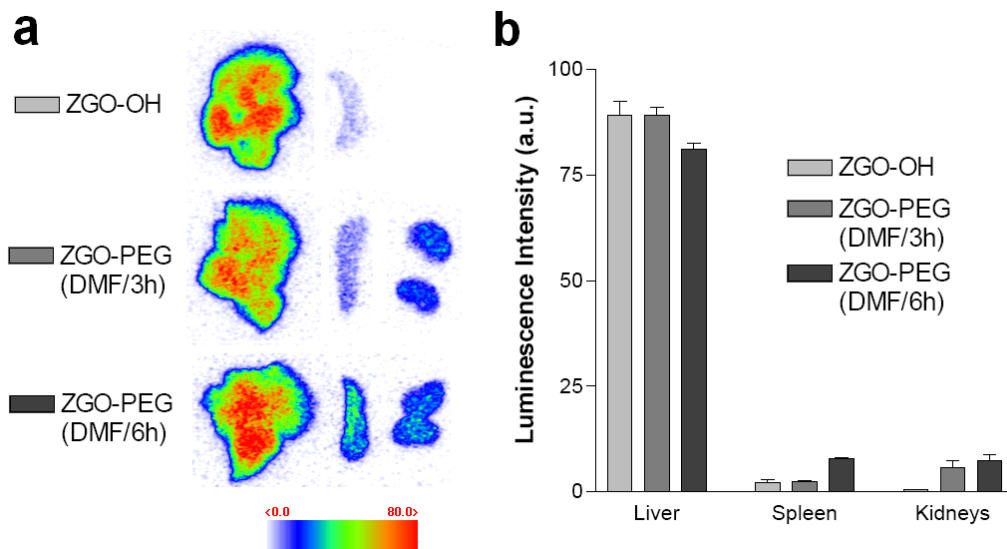 a
ZGO-OH
ZGO-PEG
(DMF/3h)
ZGO-PEG
(DMF/6h)
<0.0 80.0>
b
Luminescence Intensity (a.u.)
100
75
50
25
0
ZGO-OH
ZGO-PEG
(DMF/3h)
ZGO-PEG
(DMF/6h)
Liver Spleen Kidneys